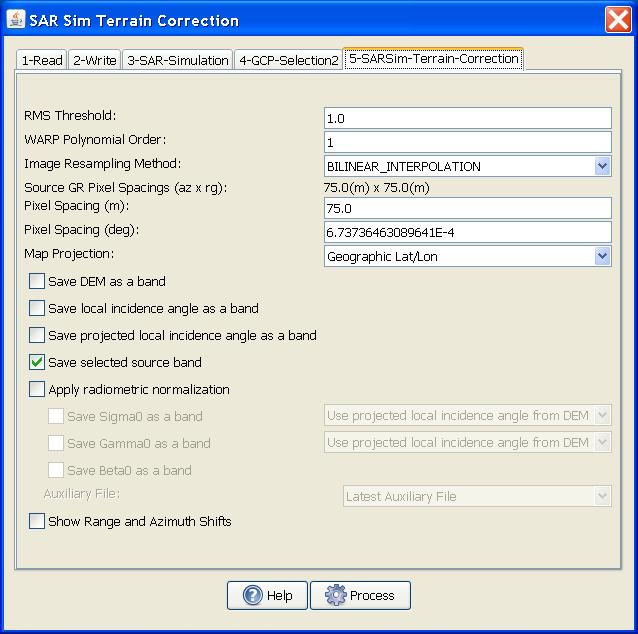 SAR Sim Terrain Correction
1-Read 2-Write 3-SAR-Simulation 4-GCP-Selection2 5-SARSim-Terrain-Correction
RMS Threshold: 1.0
WARP Polynomial Order: 1
Image Resampling Method: BILINEAR_INTERPOLATION
Source GR Pixel Spacings (az x rg): 75.0(m) x 75.0(m)
Pixel Spacing (m): 75.0
Pixel Spacing (deg): 6.73736463089641E-4
Map Projection: Geographic Lat/Lon
Save DEM as a band
Save local incidence angle as a band
Save projected local incidence angle as a band
Save selected source band
Apply radiometric normalization
Save Sigma0 as a band Use projected local incidence angle from DEM
Save Gamma0 as a band Use projected local incidence angle from DEM
Save Beta0 as a band
Auxiliary File: Latest Auxiliary File
Show Range and Azimuth Shifts
Help Process